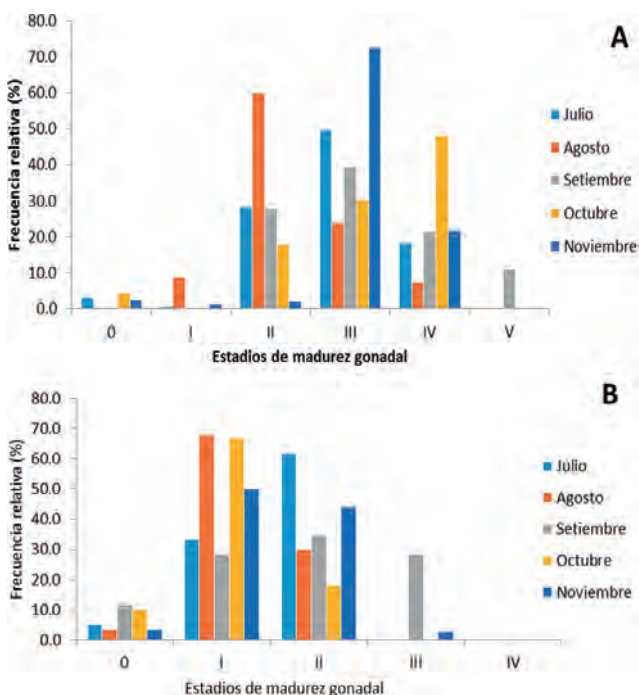 A
Frecuencia relativa (%)
80.0
70.0
60.0
50.0
40.0
30.0
20.0
10.0
0.0
0 I II III IV V
Estadios de madurez gonadal
Julio
Agosto
Setiembre
Octubre
Noviembre
B
Frecuencia relativa (%)
80.0
70.0
60.0
50.0
40.0
30.0
20.0
10.0
0.0
0 I II III IV
Estadios de madurez gonadal
Julio
Agosto
Setiembre
Octubre
Noviembre